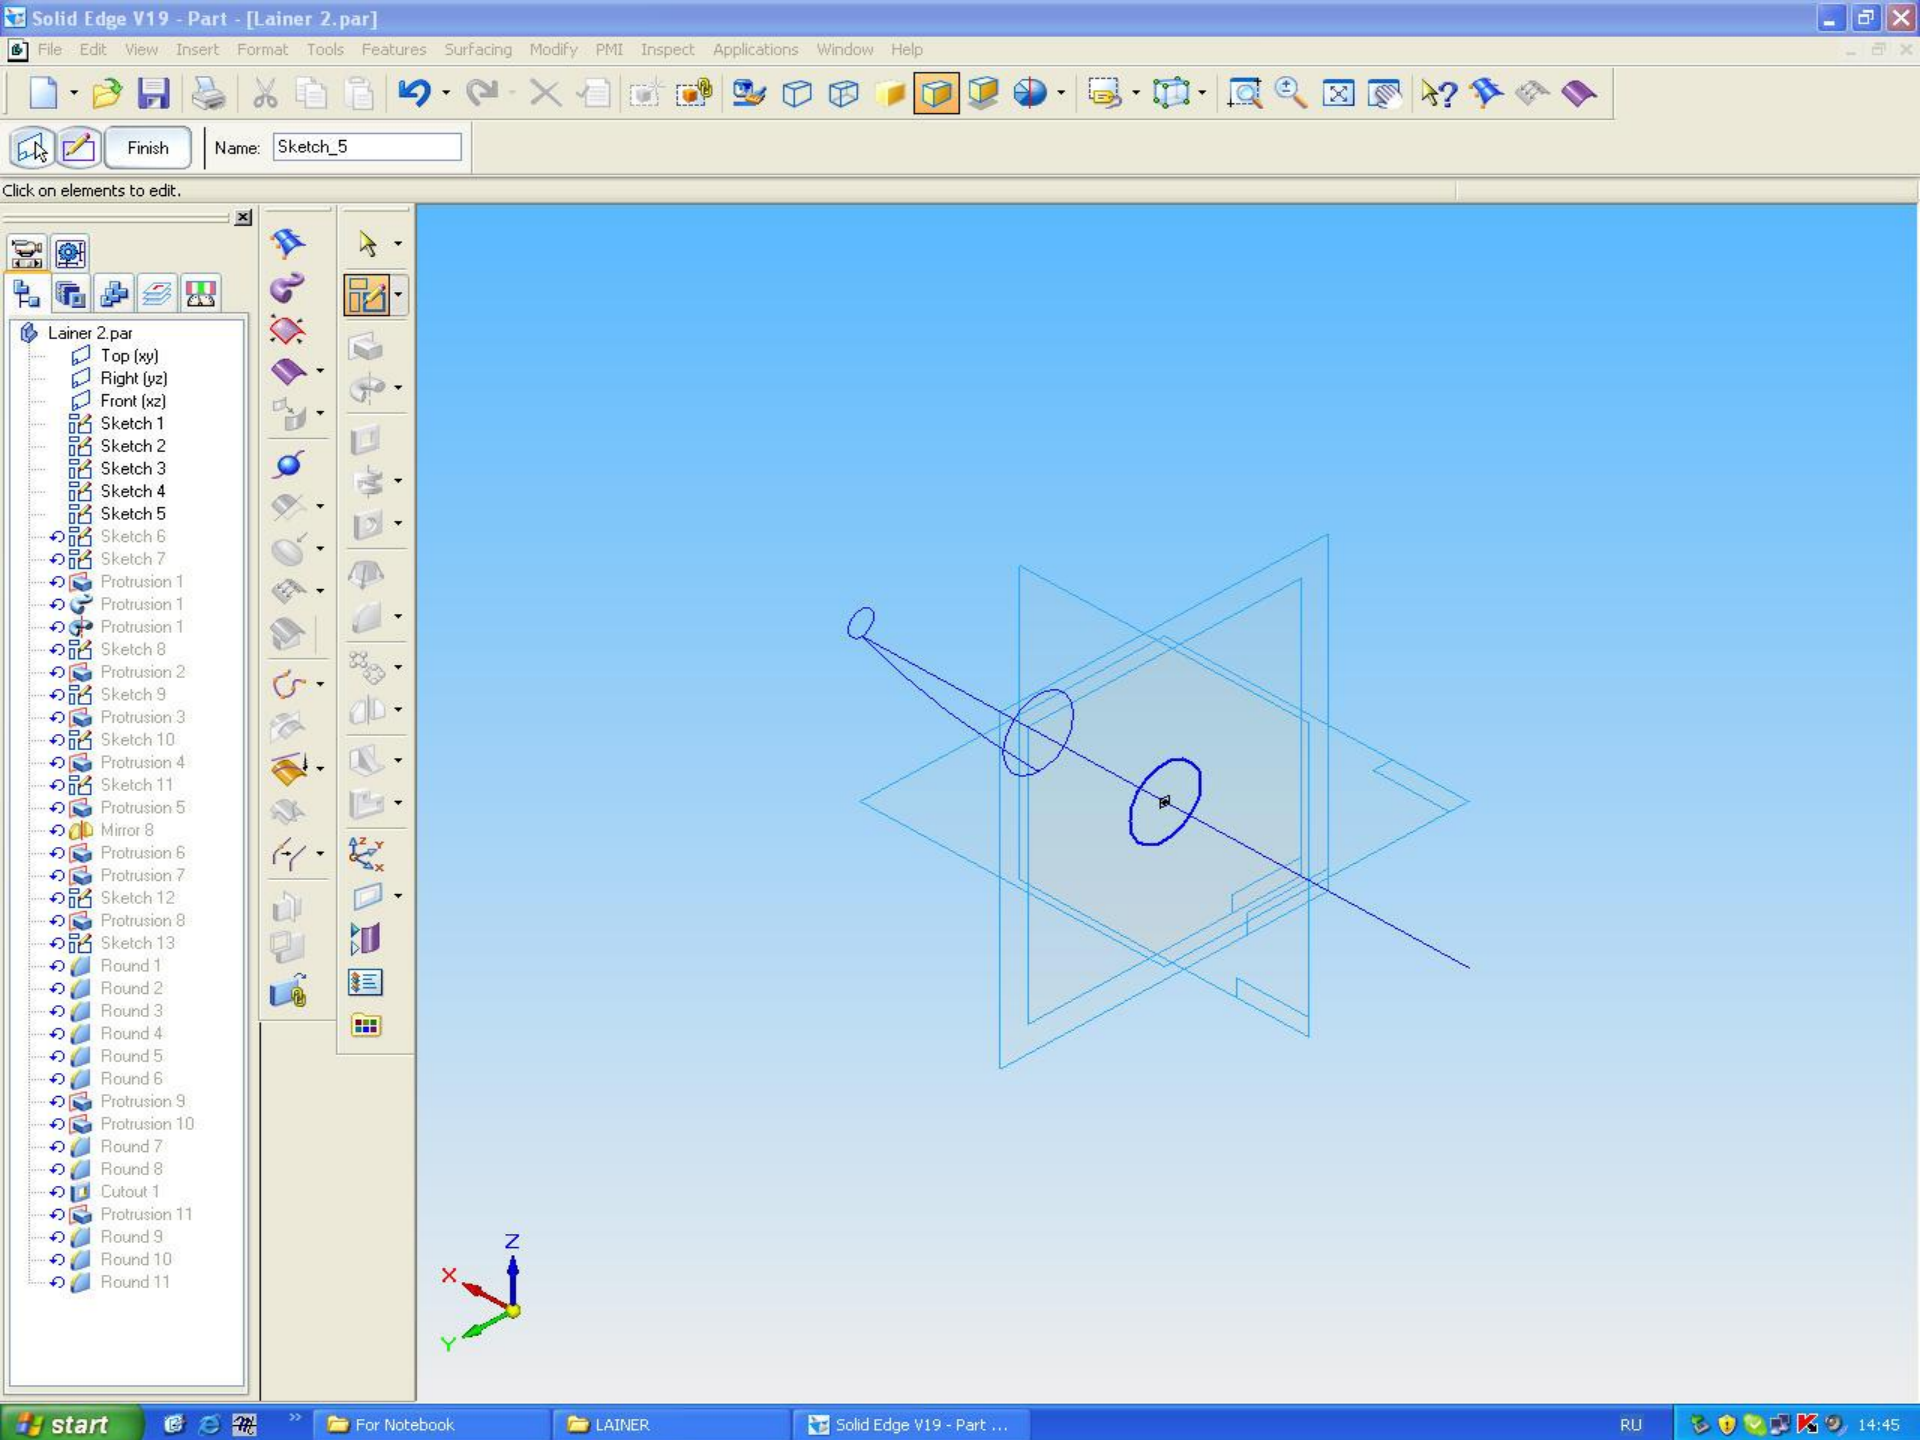 Solid Edge V19 - Part - [Lainer 2.par]
File Edit View Insert Format Tools Features Surfacing Modify PMI Inspect Applications Window Help
Finish Name: Sketch_5
Click on elements to edit.
Lainer 2.par
Top (xy)
Right (yz)
Front (xz)
Sketch 1
Sketch 2
Sketch 3
Sketch 4
Sketch 5
Sketch 6
Sketch 7
Protrusion 1
Protrusion 1
Protrusion 1
Sketch 8
Protrusion 2
Sketch 9
Protrusion 3
Sketch 10
Protrusion 4
Sketch 11
Protrusion 5
Mirror 8
Protrusion 6
Protrusion 7
Sketch 12
Protrusion 8
Sketch 13
Round 1
Round 2
Round 3
Round 4
Round 5
Round 6
Protrusion 9
Protrusion 10
Round 7
Round 8
Cutout 1
Protrusion 11
Round 9
Round 10
Round 11
Z
X
Y
start For Notebook LAINER Solid Edge V19 - Part ... RU 14:45